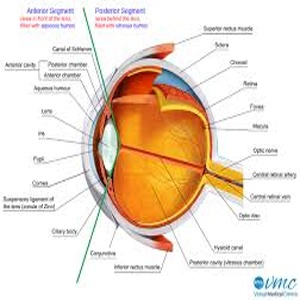 Anterior Segment
Posterior Segment
area in front of the lens,
area behind the lens,
filled with aqueous humor
filled with vitreous humor
Canal of Schlemm
Anterior cavity
Posterior chamber
Anterior chamber
Aqueous humour
Lens
Iris
Pupil
Cornea
Suspensory ligament of
the lens (zonule of Zinn)
Ciliary body
Conjunctiva
Inferior rectus muscle
Superior rectus muscle
Sclera
Choroid
Retina
Fovea
Macula
Optic nerve
Central retinal artery
Central retinal vein
Optic disc
Hyaloid canal
Posterior cavity (vitreous chamber)
vmc
Virtual Medical Centre